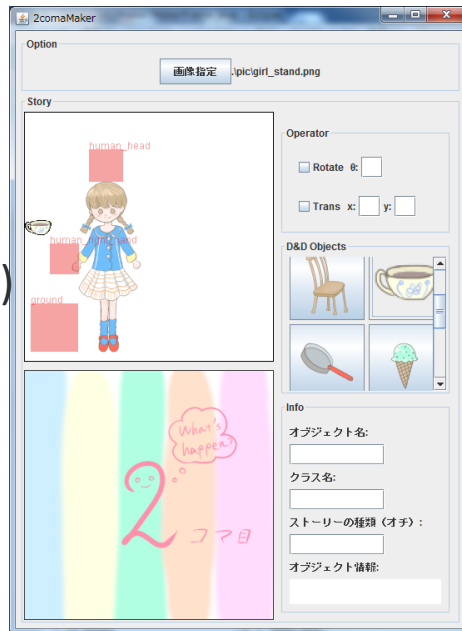 2comaMaker
Option
画像指定
.\pic\girl_stand.png
Story
human_head
human_right_hand
ground
)
Operator
Rotate θ:
Trans x: y:
D&D Objects
What's
happen?
2
コマ目
Info
オブジェクト名:
クラス名:
ストーリーの種類（オチ）:
オブジェクト情報: